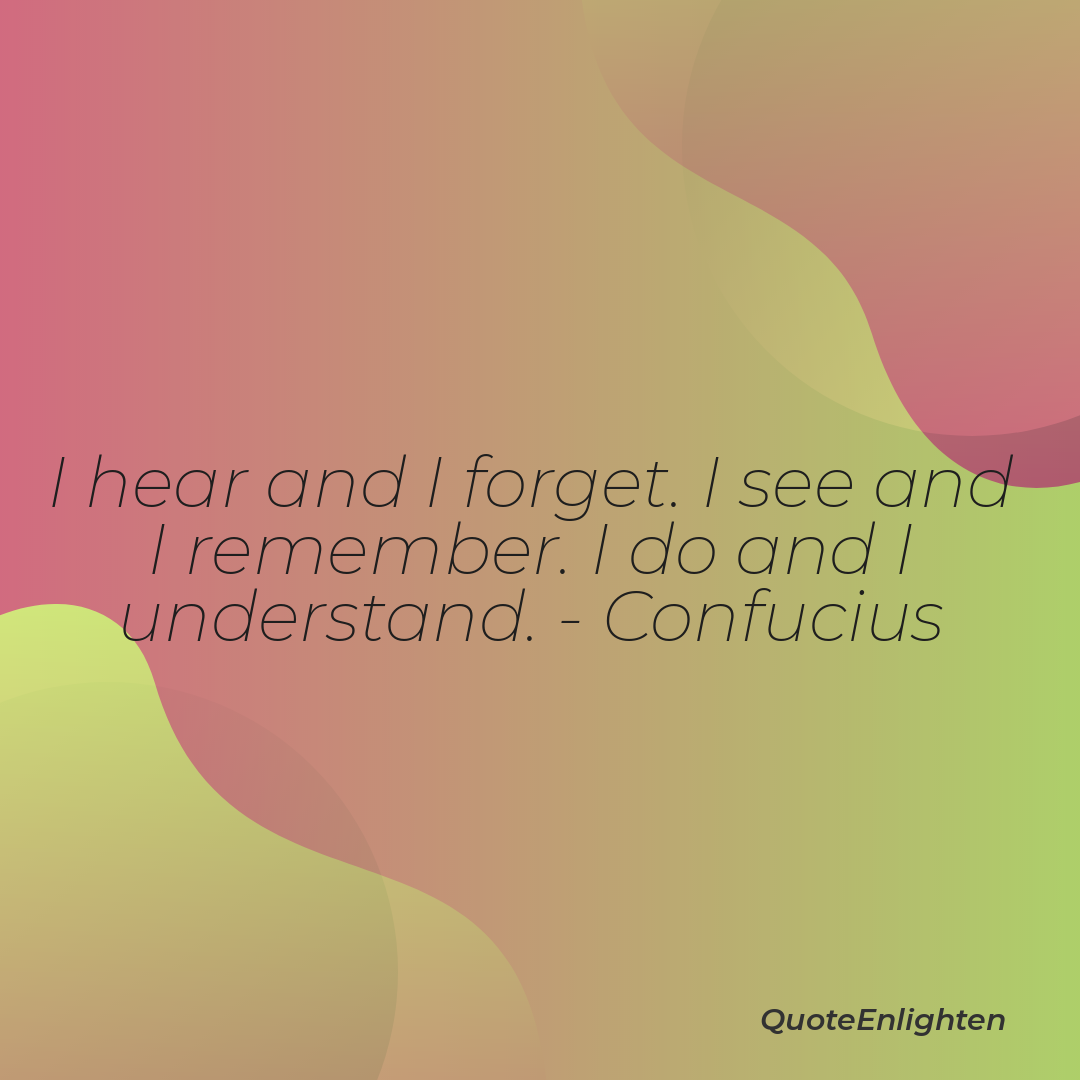 I hear and I forget. I see and
I remember. I do and I
understand. - Confucius
QuoteEnlighten